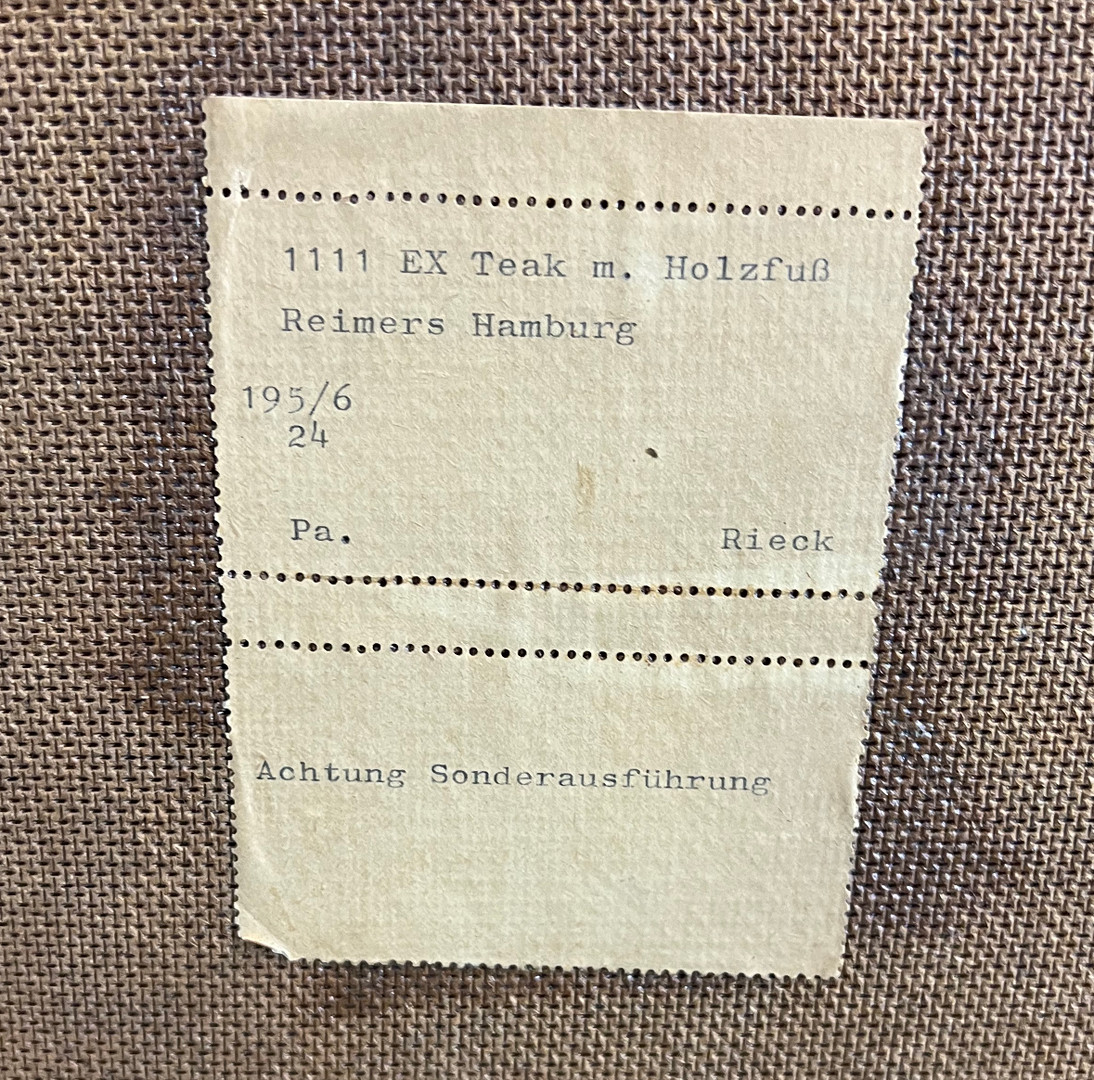 1111 EX Teak m. Holzfuß
Reimers Hamburg
195/6
24
Pa. Rieck
Achtung Sonderausführung